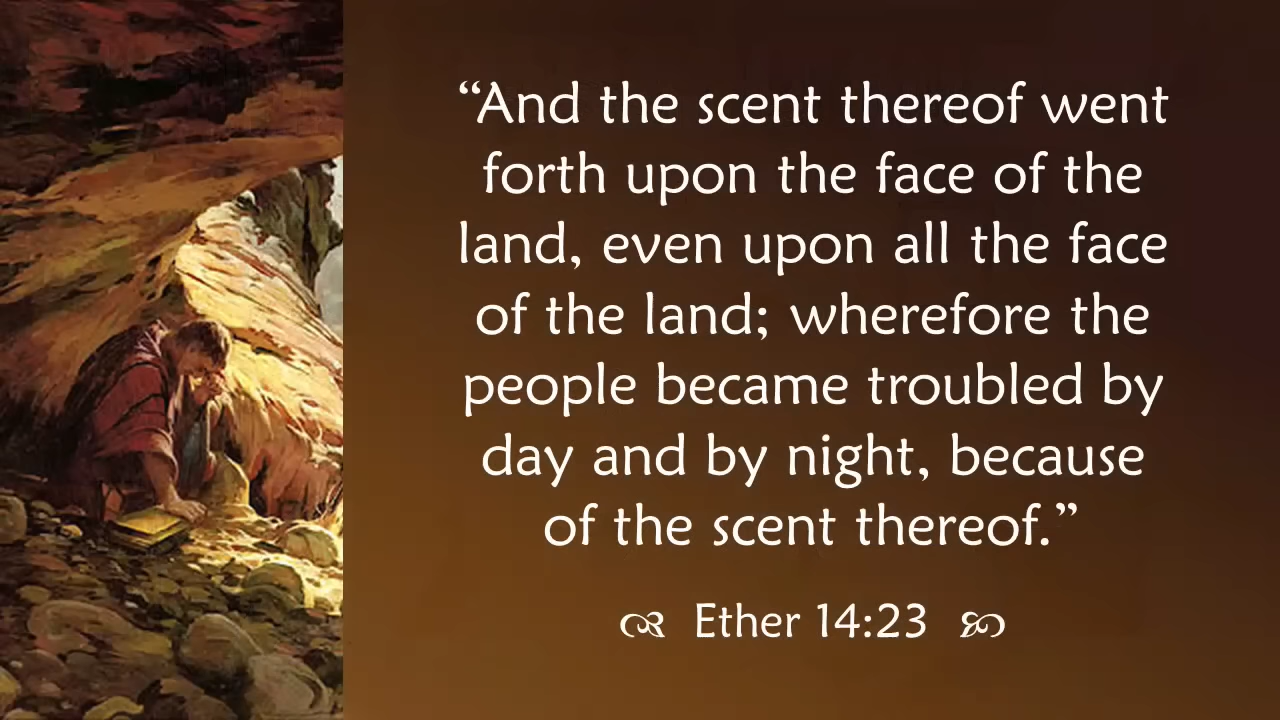 “And the scent thereof went
forth upon the face of the
land, even upon all the face
of the land; wherefore the
people became troubled by
day and by night, because
of the scent thereof.”
Ether 14:23